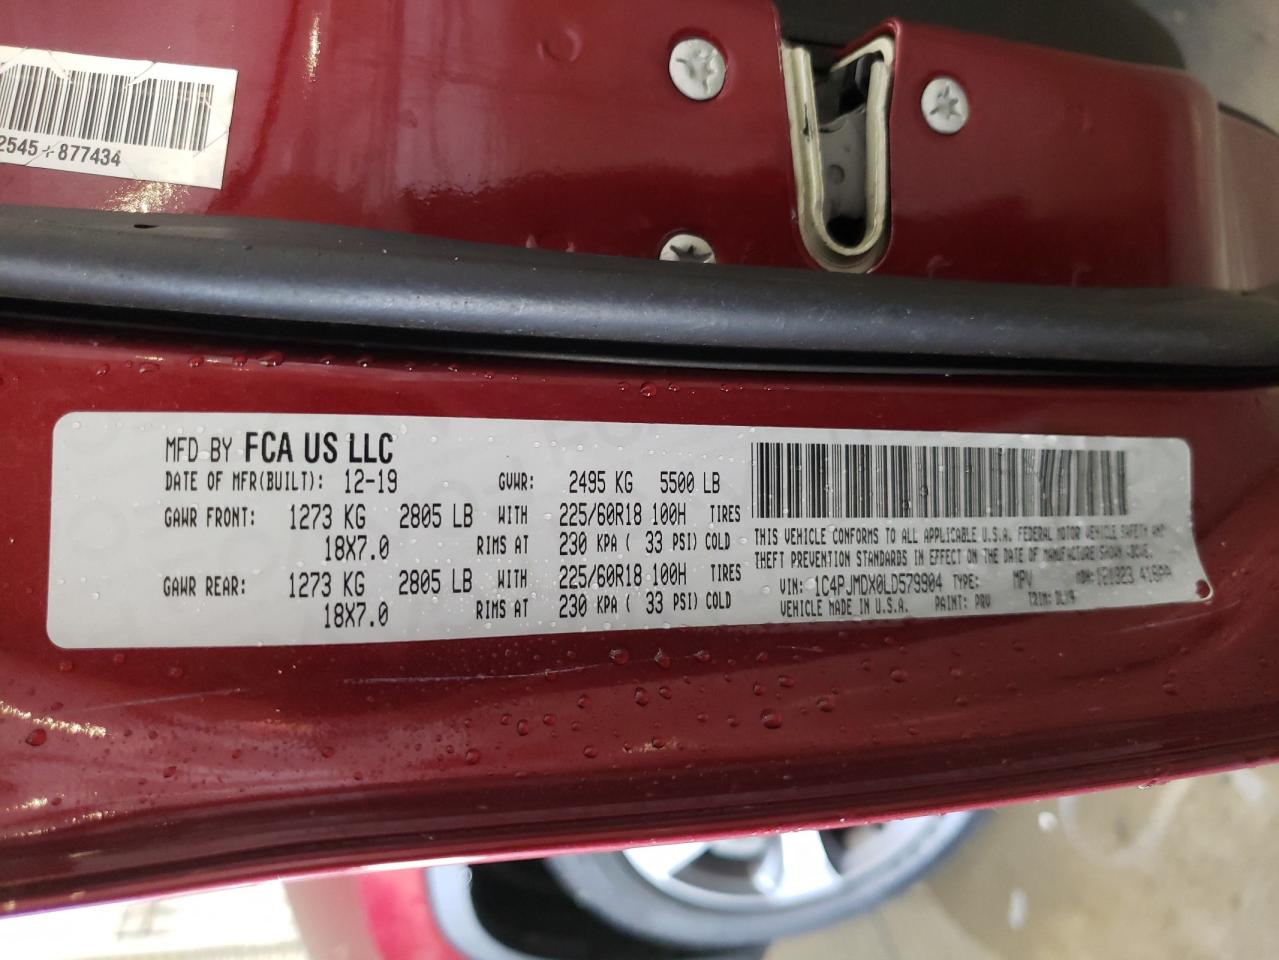 2545+877434
MFD BY FCA US LLC
DATE OF MFR(BUILT): 12-19 GVWR: 2495 KG 5500 LB
GAWR FRONT: 1273 KG 2805 LB WITH 225/60R18 100H TIRES
18X7.0 RIMS AT 230 KPA ( 33 PSI) COLD
GAWR REAR: 1273 KG 2805 LB WITH 225/60R18 100H TIRES
18X7.0 RIMS AT 230 KPA ( 33 PSI) COLD
THIS VEHICLE CONFORMS TO ALL APPLICABLE U.S.A. FEDERAL MOTOR VEHICLE SAFETY AND
THEFT PREVENTION STANDARDS IN EFFECT ON THE DATE OF MANUFACTURE SHOWN ABOVE.
VIN: 1C4PJMDX0LD579904 TYPE: MPV MDH: 121923 418AA
VEHICLE MADE IN U.S.A. PAINT: PRV TRIM: